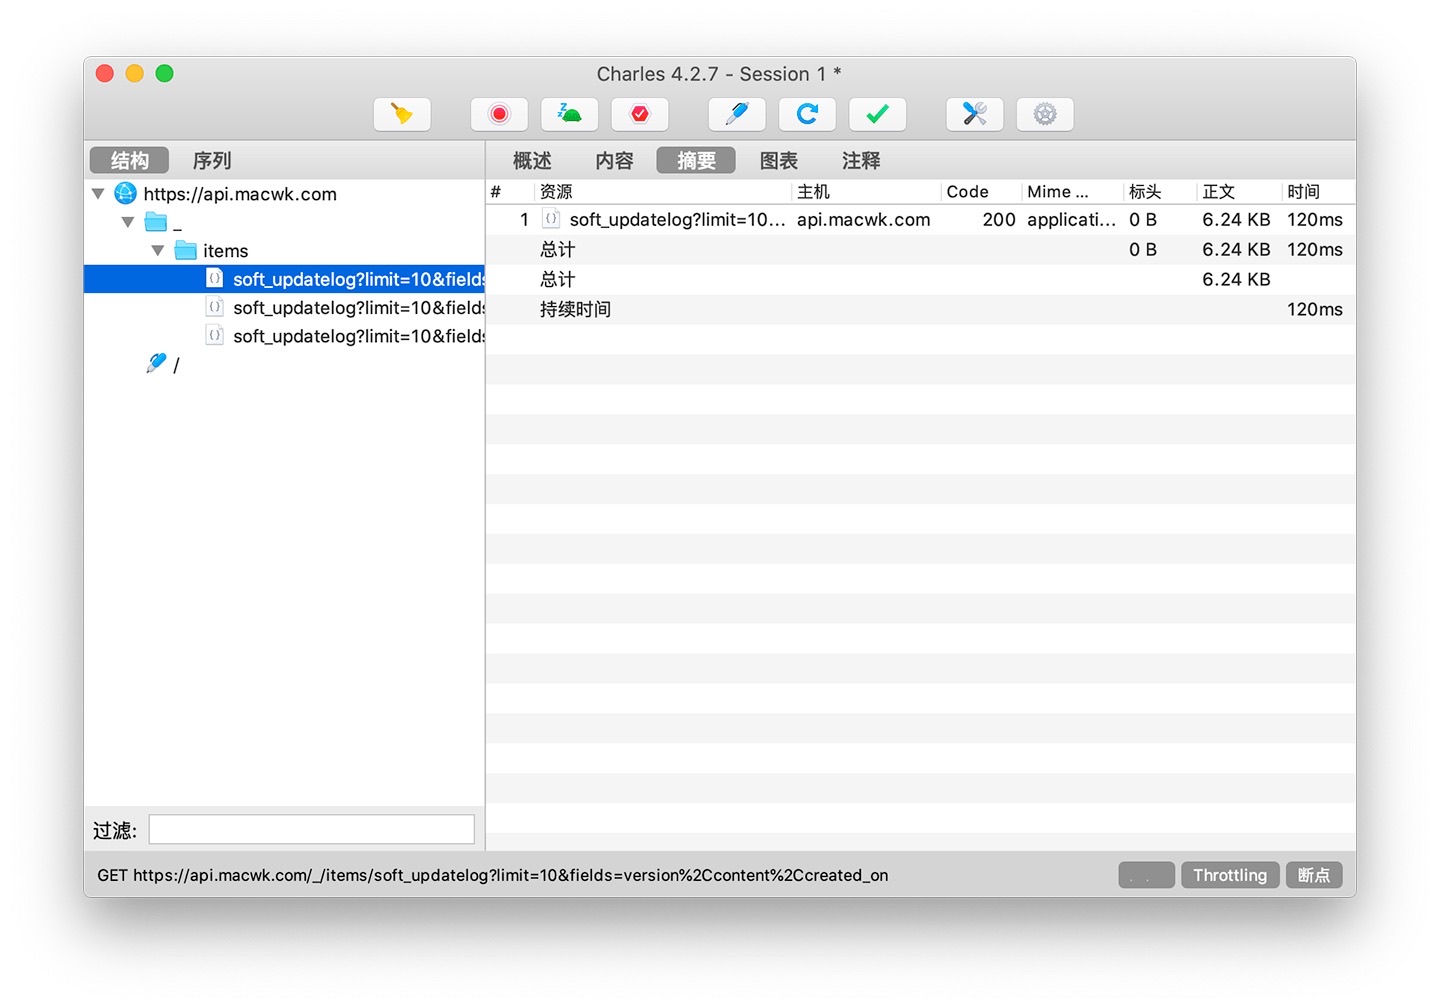 Charles 4.2.7 - Session 1 *
结构 序列
概述 内容 摘要 图表 注释
https://api.macwk.com
_
items
soft_updatelog?limit=10&field
soft_updatelog?limit=10&field
soft_updatelog?limit=10&field
/
# 资源 主机 Code Mime ... 标头 正文 时间
1 soft_updatelog?limit=10... api.macwk.com 200 applicati... 0 B 6.24 KB 120ms
总计 0 B 6.24 KB 120ms
总计 6.24 KB
持续时间 120ms
过滤:
GET https://api.macwk.com/_/items/soft_updatelog?limit=10&fields=version%2Ccontent%2Ccreated_on
Throttling 断点